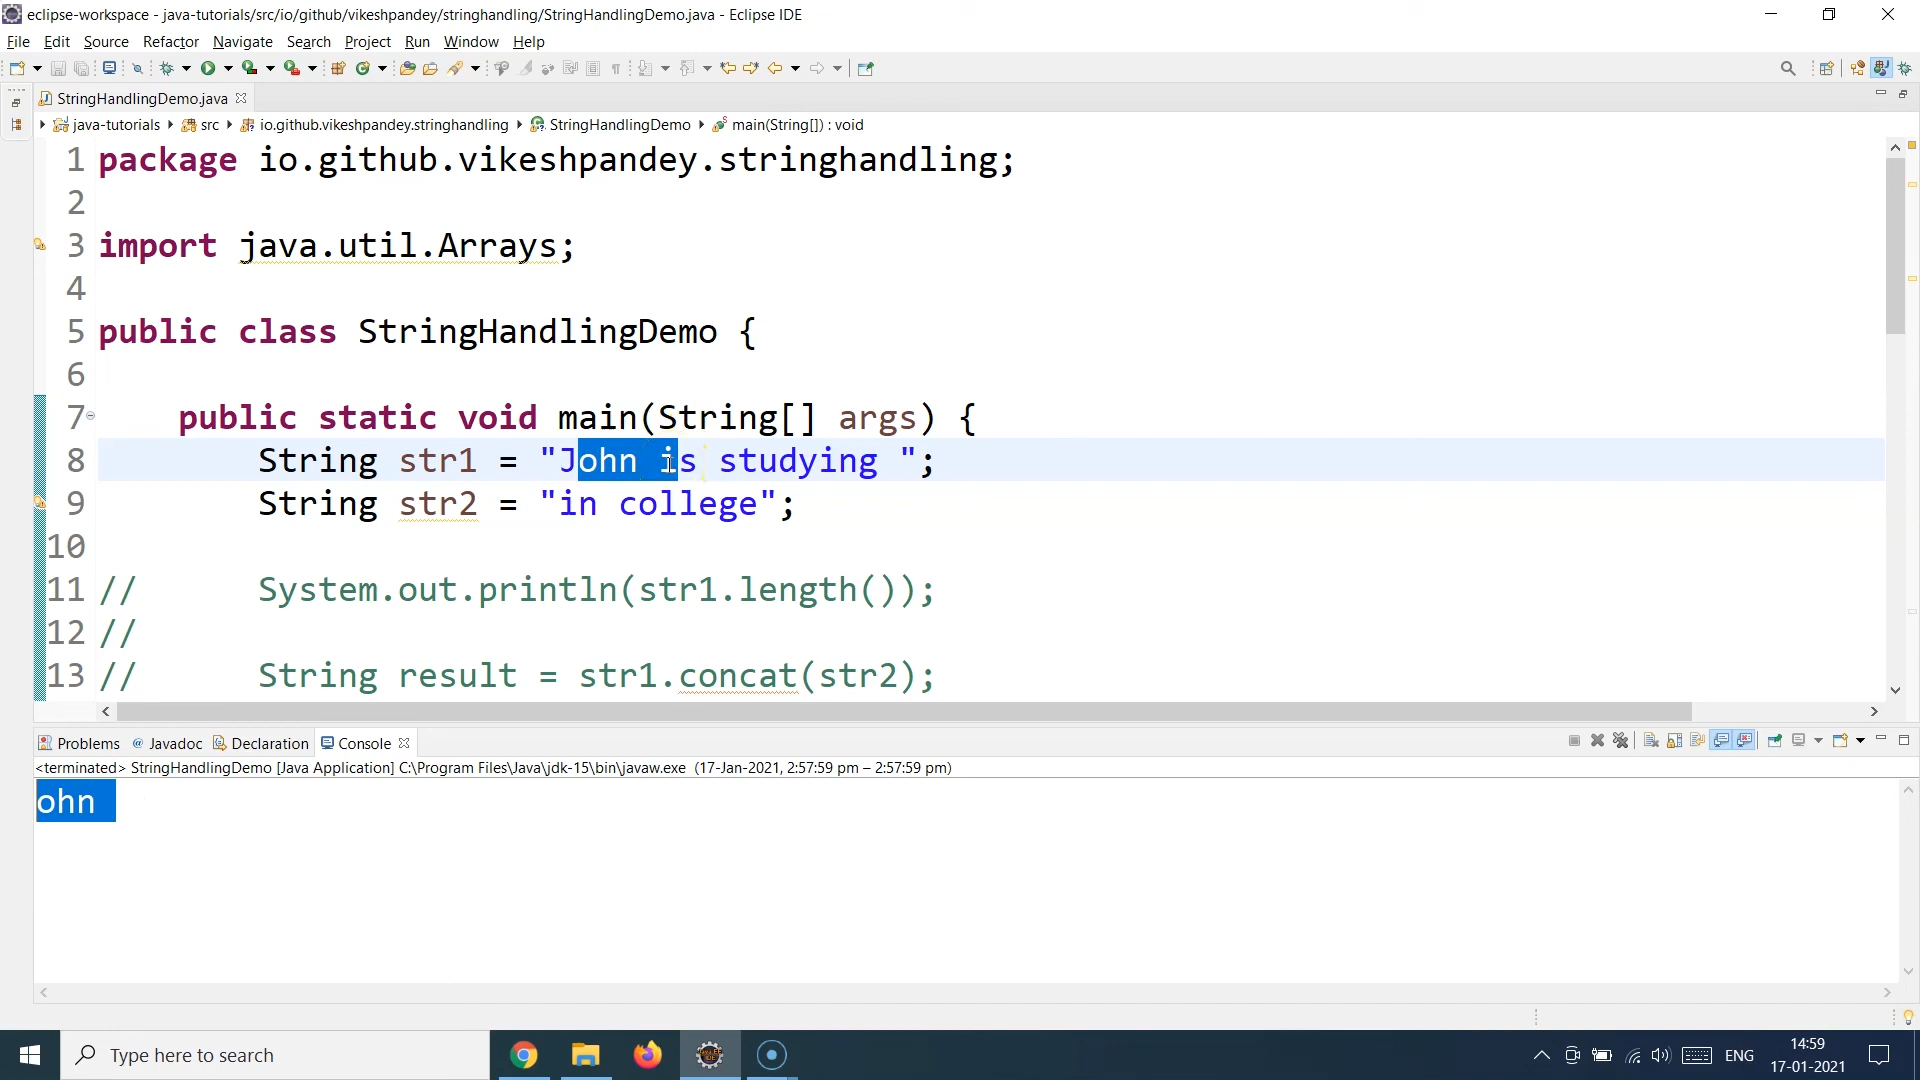 eclipse-workspace - java-tutorials/src/io/github/vikeshpandey/stringhandling/StringHandlingDemo.java - Eclipse IDE
File Edit Source Refactor Navigate Search Project Run Window Help
StringHandlingDemo.java
java-tutorials src io.github.vikeshpandey.stringhandling StringHandlingDemo main(String[]) : void
1 package io.github.vikeshpandey.stringhandling;
2
3 import java.util.Arrays;
4
5 public class StringHandlingDemo {
6
7 public static void main(String[] args) {
8 String str1 = "John is studying ";
9 String str2 = "in college";
10
11 // System.out.println(str1.length());
12 //
13 // String result = str1.concat(str2);
Problems @ Javadoc Declaration Console
<terminated> StringHandlingDemo [Java Application] C:\Program Files\Java\jdk-15\bin\javaw.exe (17-Jan-2021, 2:57:59 pm – 2:57:59 pm)
ohn
Type here to search
ENG
14:59
17-01-2021